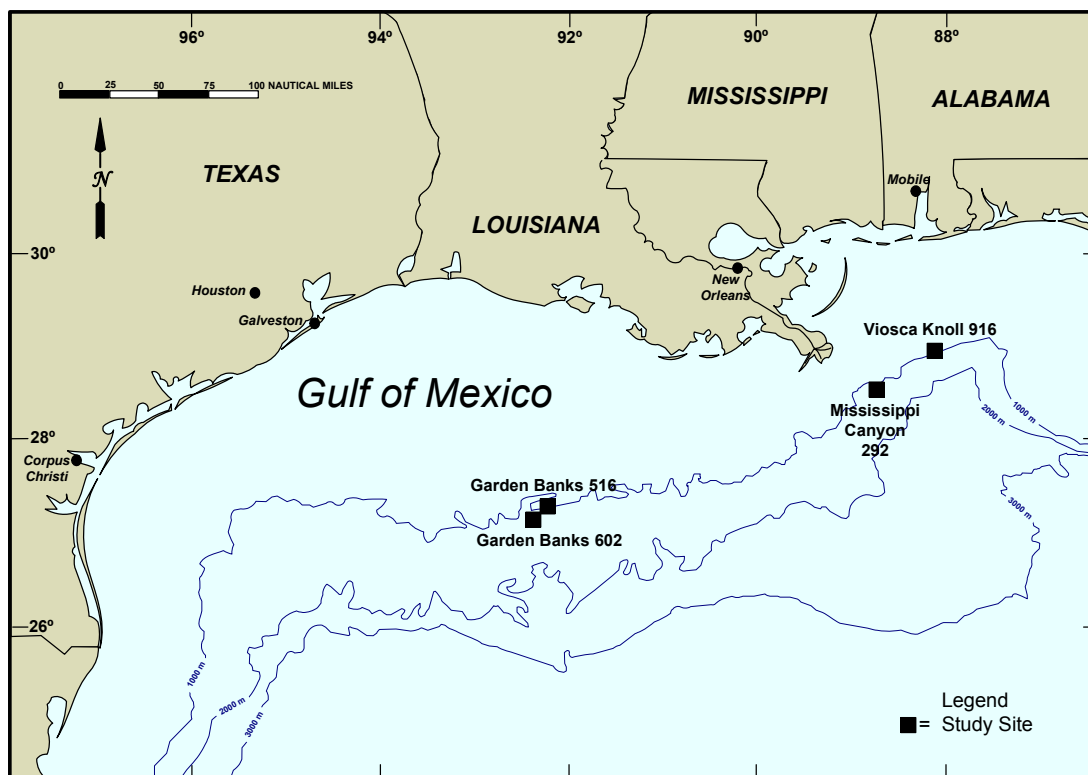 96º
94º
92º
90º
88º
0
25
50
75
100 NAUTICAL MILES
MISSISSIPPI
ALABAMA
N
TEXAS
Mobile
LOUISIANA
30º
New
Orleans
Houston
Galveston
Viosca Knoll 916
Gulf of Mexico
Mississippi
Canyon
292
1000 m
2000 m
28º
Corpus
Christi
Garden Banks 516
Garden Banks 602
3000 m
26º
1000 m
2000 m
3000 m
Legend
= Study Site